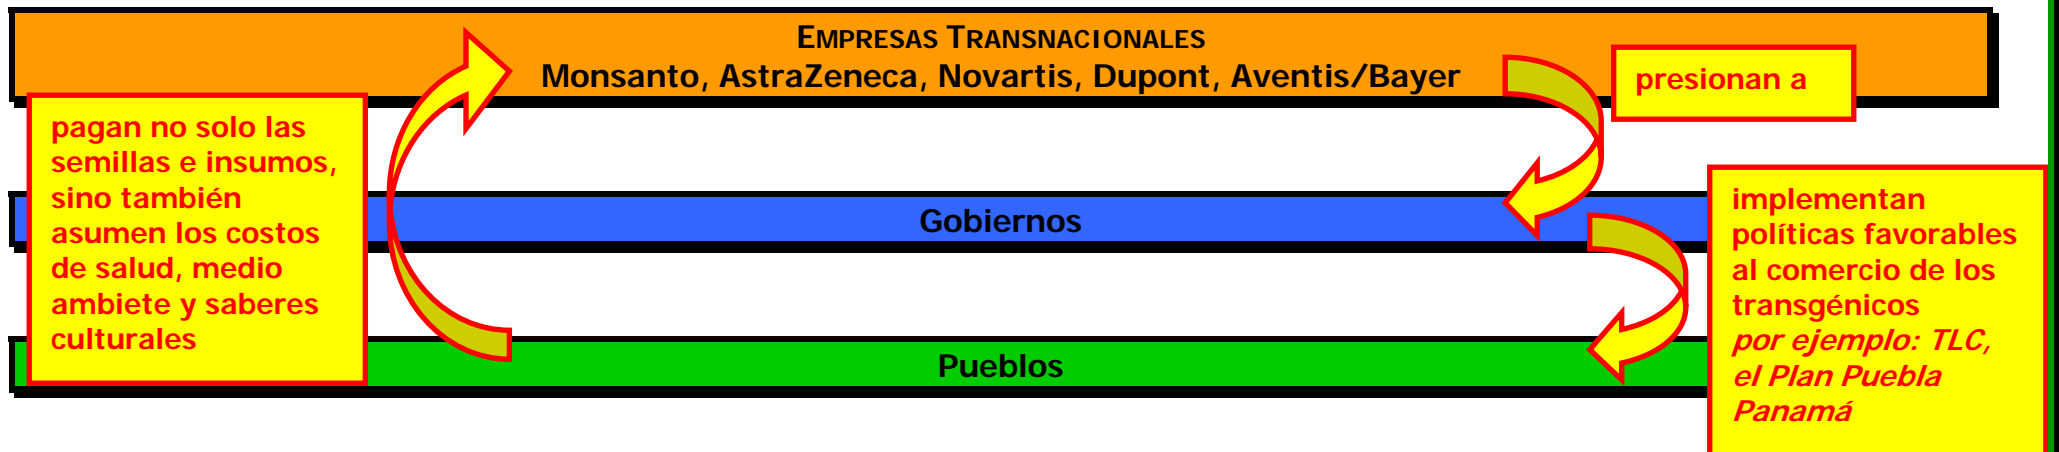 EMPRESAS TRANSNACIONALES
Monsanto, AstraZeneca, Novartis, Dupont, Aventis/Bayer
presionan a
pagan no solo las
semillas e insumos,
sino también
asumen los costos
de salud, medio
ambiete y saberes
culturales
Gobiernos
implementan
políticas favorables
al comercio de los
transgénicos
por ejemplo: TLC,
el Plan Puebla
Panamá
Pueblos